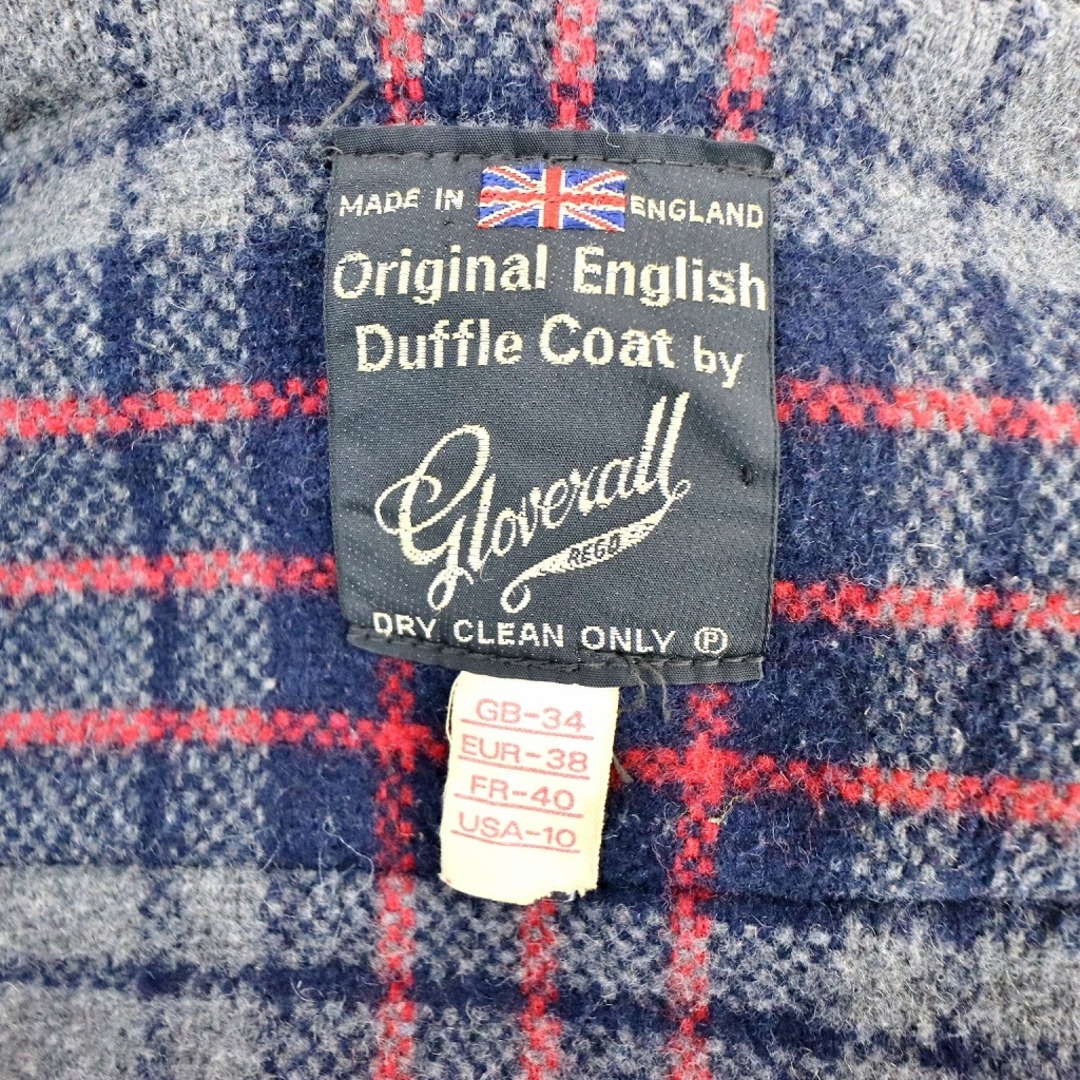 MADE IN ENGLAND
Original English
Duffle Coat by
Gloverall
REGD
DRY CLEAN ONLY Ⓟ
GB-34
EUR-38
FR-40
USA-10